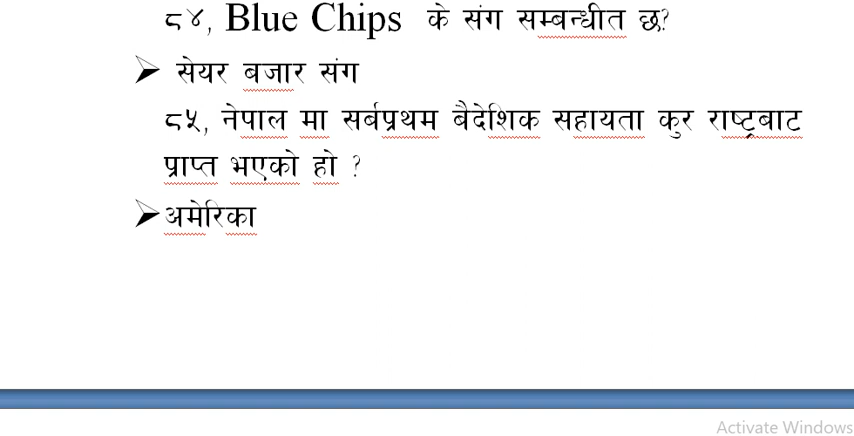 ८४, Blue Chips के संग सम्बन्धीत छ?
➢ सेयर बजार संग
८५, नेपाल मा सर्बप्रथम बैदेशिक सहायता कुर राष्ट्रबाट
प्राप्त भएको हो ?
➢अमेरिका
Activate Windows